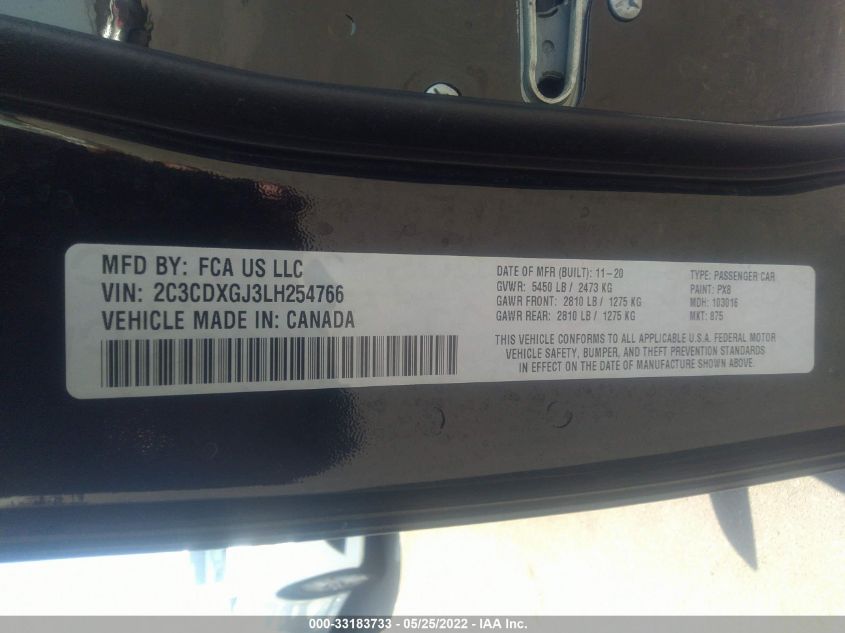 MFD BY: FCA US LLC
VIN: 2C3CDXGJ3LH254766
VEHICLE MADE IN: CANADA
DATE OF MFR (BUILT): 11-20
GVWR: 5450 LB / 2473 KG
GAWR FRONT: 2810 LB / 1275 KG
GAWR REAR: 2810 LB / 1275 KG
TYPE: PASSENGER CAR
PAINT: PX8
MDH: 103016
MKT: 875
THIS VEHICLE CONFORMS TO ALL APPLICABLE U.S.A. FEDERAL MOTOR
VEHICLE SAFETY, BUMPER, AND THEFT PREVENTION STANDARDS
IN EFFECT ON THE DATE OF MANUFACTURE SHOWN ABOVE.
000-33183733 - 05/25/2022 - IAA Inc.